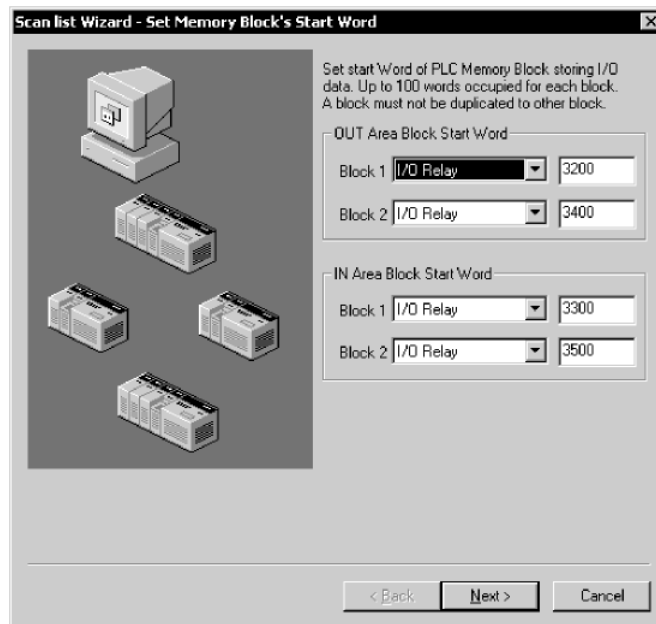 Scan list Wizard - Set Memory Block's Start Word
Set start Word of PLC Memory Block storing I/O
data. Up to 100 words occupied for each block.
A block must not be duplicated to other block.
OUT Area Block Start Word
Block 1 I/O Relay 3200
Block 2 I/O Relay 3400
IN Area Block Start Word
Block 1 I/O Relay 3300
Block 2 I/O Relay 3500
< Back Next > Cancel